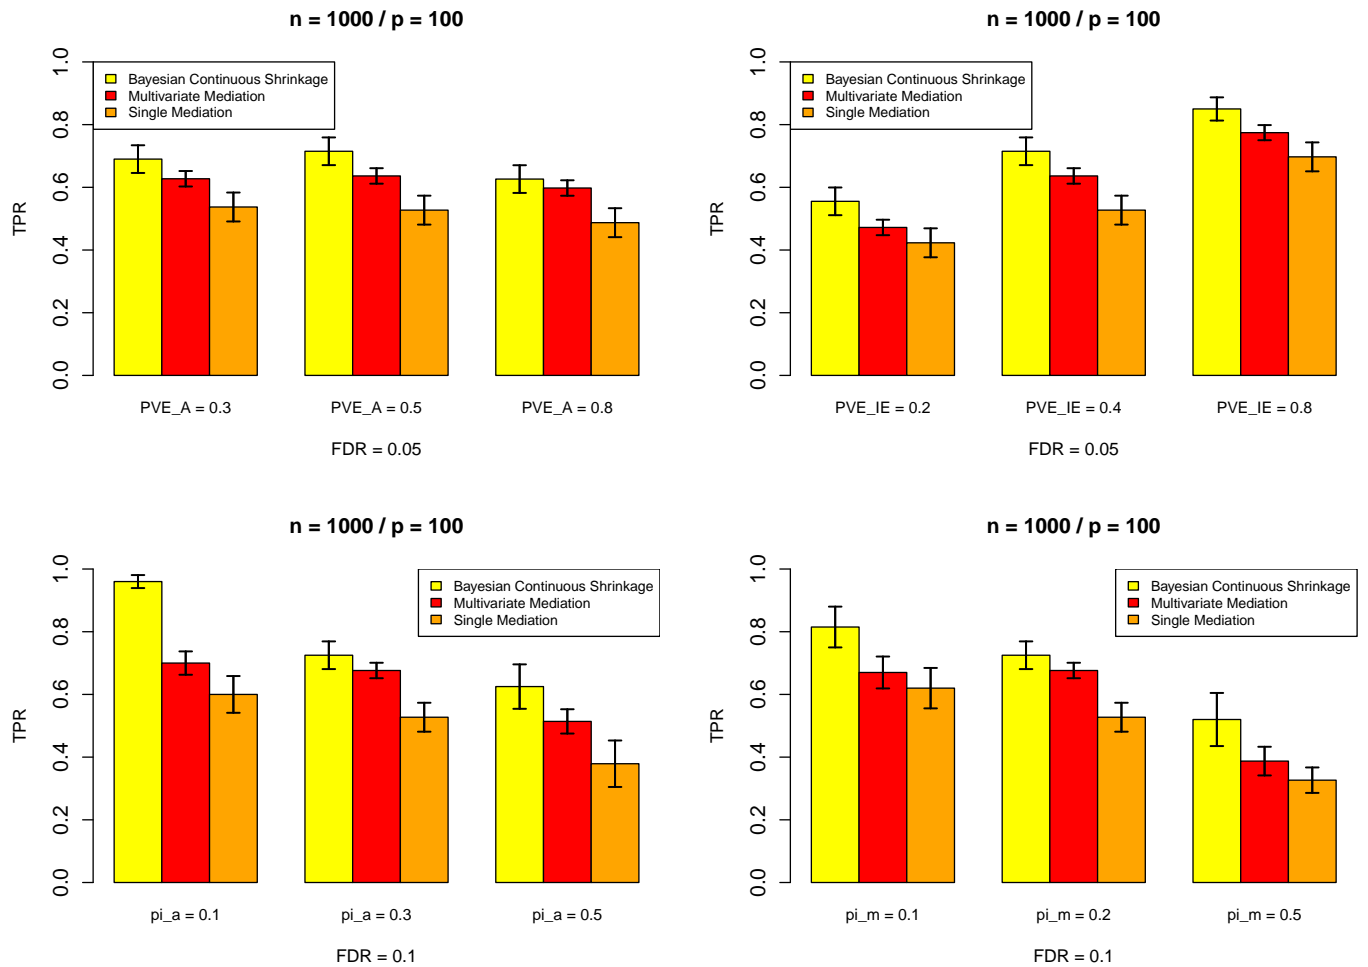 n = 1000 / p = 100
1.0
0.8
0.6
0.4
0.2
0.0
TPR
Bayesian Continuous Shrinkage
Multivariate Mediation
Single Mediation
PVE_A = 0.3
PVE_A = 0.5
PVE_A = 0.8
FDR = 0.05
n = 1000 / p = 100
1.0
0.8
0.6
0.4
0.2
0.0
TPR
Bayesian Continuous Shrinkage
Multivariate Mediation
Single Mediation
PVE_IE = 0.2
PVE_IE = 0.4
PVE_IE = 0.8
FDR = 0.05
n = 1000 / p = 100
1.0
0.8
0.6
0.4
0.2
0.0
TPR
Bayesian Continuous Shrinkage
Multivariate Mediation
Single Mediation
pi_a = 0.1
pi_a = 0.3
pi_a = 0.5
FDR = 0.1
n = 1000 / p = 100
1.0
0.8
0.6
0.4
0.2
0.0
TPR
Bayesian Continuous Shrinkage
Multivariate Mediation
Single Mediation
pi_m = 0.1
pi_m = 0.2
pi_m = 0.5
FDR = 0.1